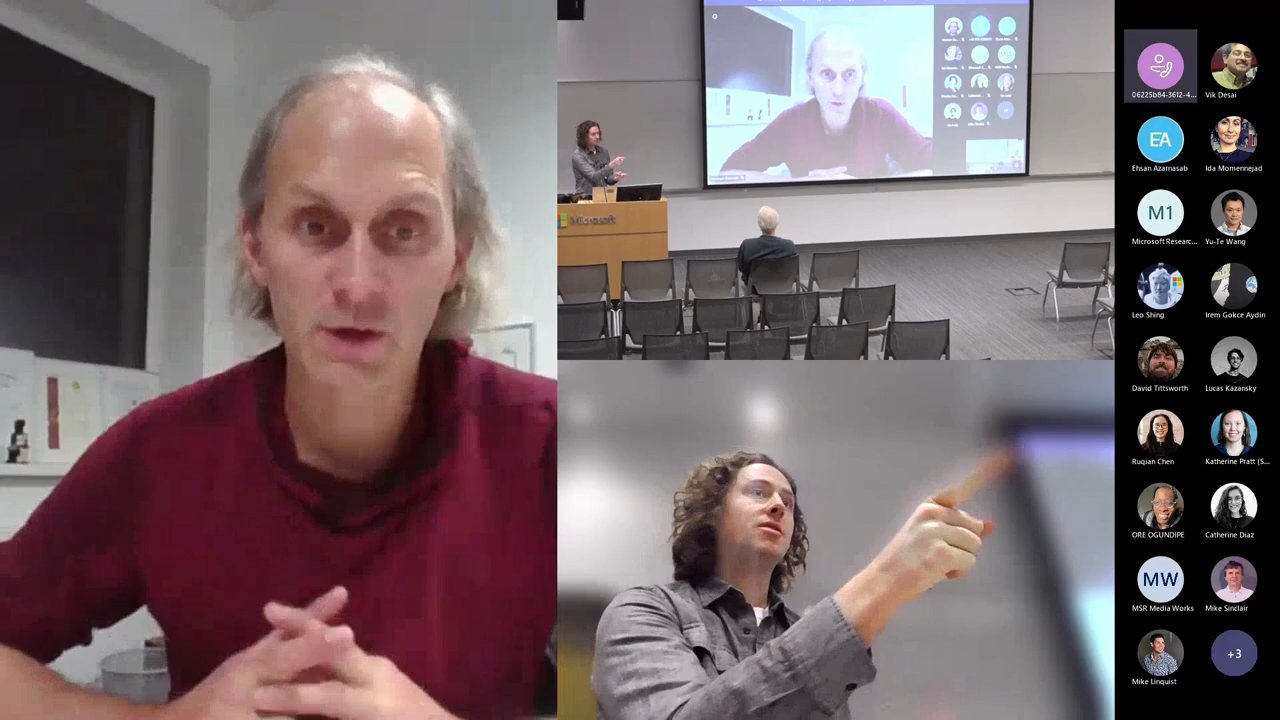 Microsoft
06225b84-3612-4...
Vik Desai
EA
Ehsan Azarnasab
Ida Momennejad
M1
Microsoft Researc...
Yu-Te Wang
Leo Shing
Irem Gokce Aydin
David Tittsworth
Lucas Kazansky
Ruqian Chen
Katherine Pratt (S...
ORE OGUNDIPE
Catherine Diaz
MW
MSR Media Works
Mike Sinclair
Mike Linquist
+3